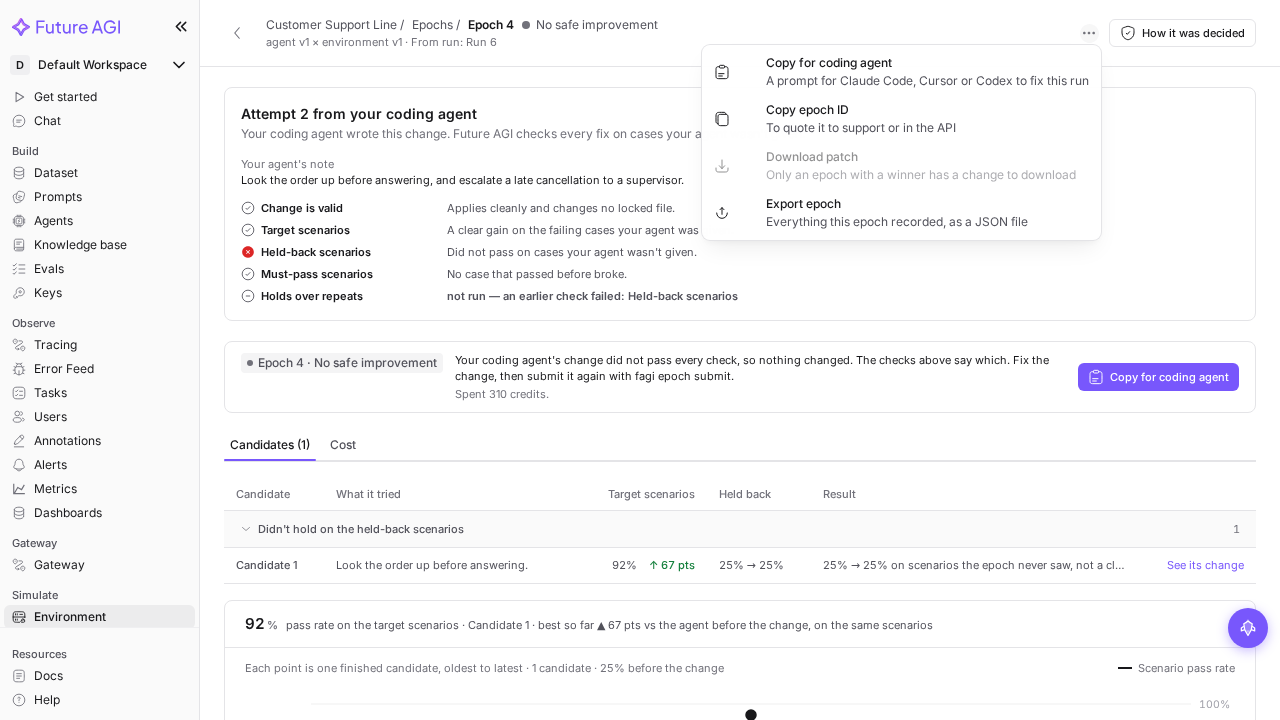 Future AGI
D Default Workspace
Get started
Chat
Build
Dataset
Prompts
Agents
Knowledge base
Evals
Keys
Observe
Tracing
Error Feed
Tasks
Users
Annotations
Alerts
Metrics
Dashboards
Gateway
Gateway
Simulate
Environment
Resources
Docs
Help
Customer Support Line / Epochs / Epoch 4 No safe improvement
agent v1 × environment v1 · From run: Run 6
How it was decided
Copy for coding agent
A prompt for Claude Code, Cursor or Codex to fix this run
Copy epoch ID
To quote it to support or in the API
Download patch
Only an epoch with a winner has a change to download
Export epoch
Everything this epoch recorded, as a JSON file
Attempt 2 from your coding agent
Your coding agent wrote this change. Future AGI checks every fix on cases your a
Your agent's note
Look the order up before answering, and escalate a late cancellation to a supervisor.
Change is valid Applies cleanly and changes no locked file.
Target scenarios A clear gain on the failing cases your agent was
Held-back scenarios Did not pass on cases your agent wasn't given.
Must-pass scenarios No case that passed before broke.
Holds over repeats not run — an earlier check failed: Held-back scenarios
Epoch 4 · No safe improvement
Your coding agent's change did not pass every check, so nothing changed. The checks above say which. Fix the
change, then submit it again with fagi epoch submit.
Spent 310 credits.
Copy for coding agent
Candidates (1) Cost
Candidate What it tried Target scenarios Held back Result
Didn't hold on the held-back scenarios 1
Candidate 1 Look the order up before answering. 92% ↑ 67 pts 25% → 25% 25% → 25% on scenarios the epoch never saw, not a cl... See its change
92 % pass rate on the target scenarios · Candidate 1 · best so far ▲ 67 pts vs the agent before the change, on the same scenarios
Each point is one finished candidate, oldest to latest · 1 candidate · 25% before the change
Scenario pass rate
100%